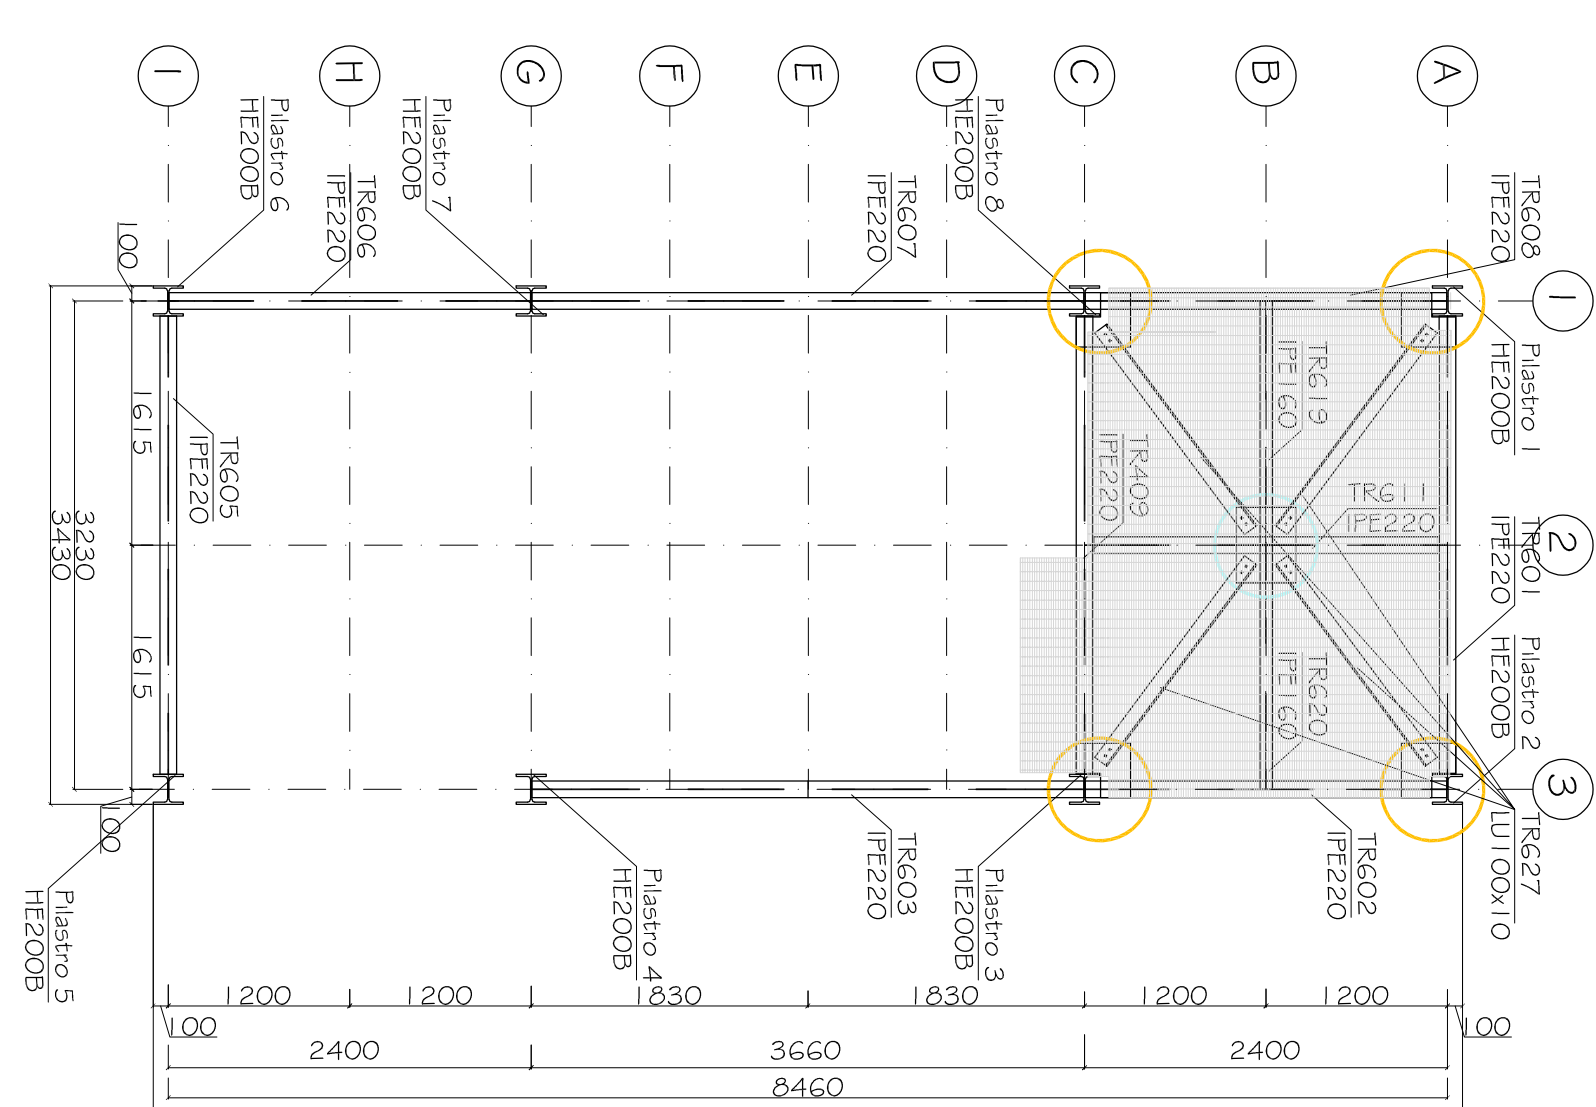 I
H
G
F
E
D
C
B
A
Pilastro 6
HE200B
TR606
IPE220
Pilastro 7
HE200B
TR607
IPE220
Pilastro 8
HE200B
TR608
IPE220
1
Pilastro 1
HE200B
100
1615
TR605
IPE220
TR619
IPE160
TR409
IPE220
TR611
IPE220
TR601
IPE220
2
3230
3430
1615
TR620
IPE160
Pilastro 2
HE200B
3
100
TR603
IPE220
TR602
IPE220
TR627
LU100x10
Pilastro 5
HE200B
Pilastro 4
HE200B
Pilastro 3
HE200B
1200
1200
1830
1830
1200
1200
100
100
2400
3660
2400
8460